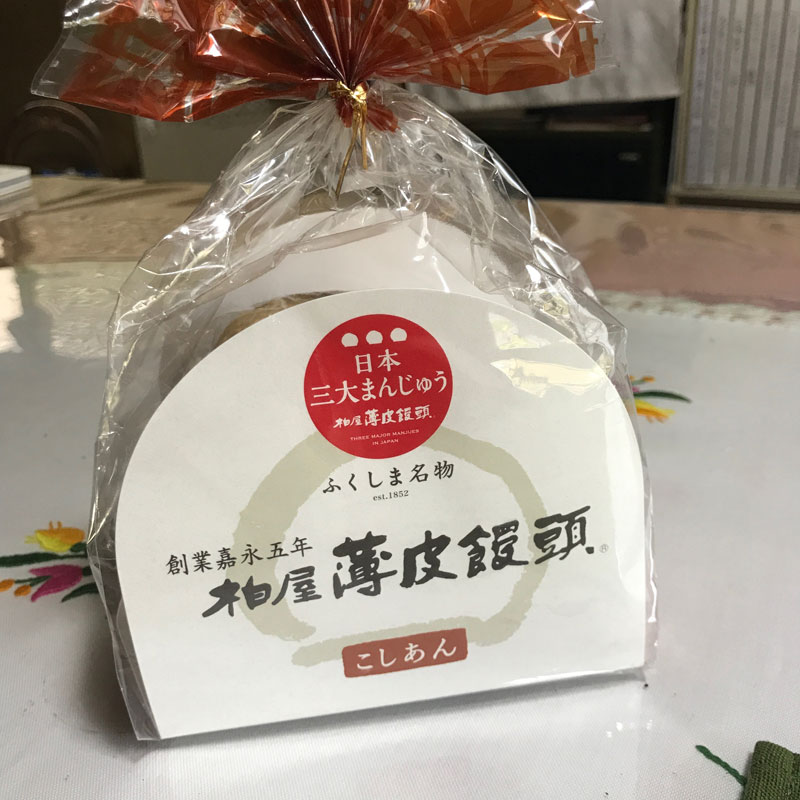 日本
三大まんじゅう
柏屋薄皮饅頭
THREE MAJOR MANJUES
IN JAPAN
ふくしま名物
est.1852
創業嘉永五年
柏屋薄皮饅頭®
こしあん